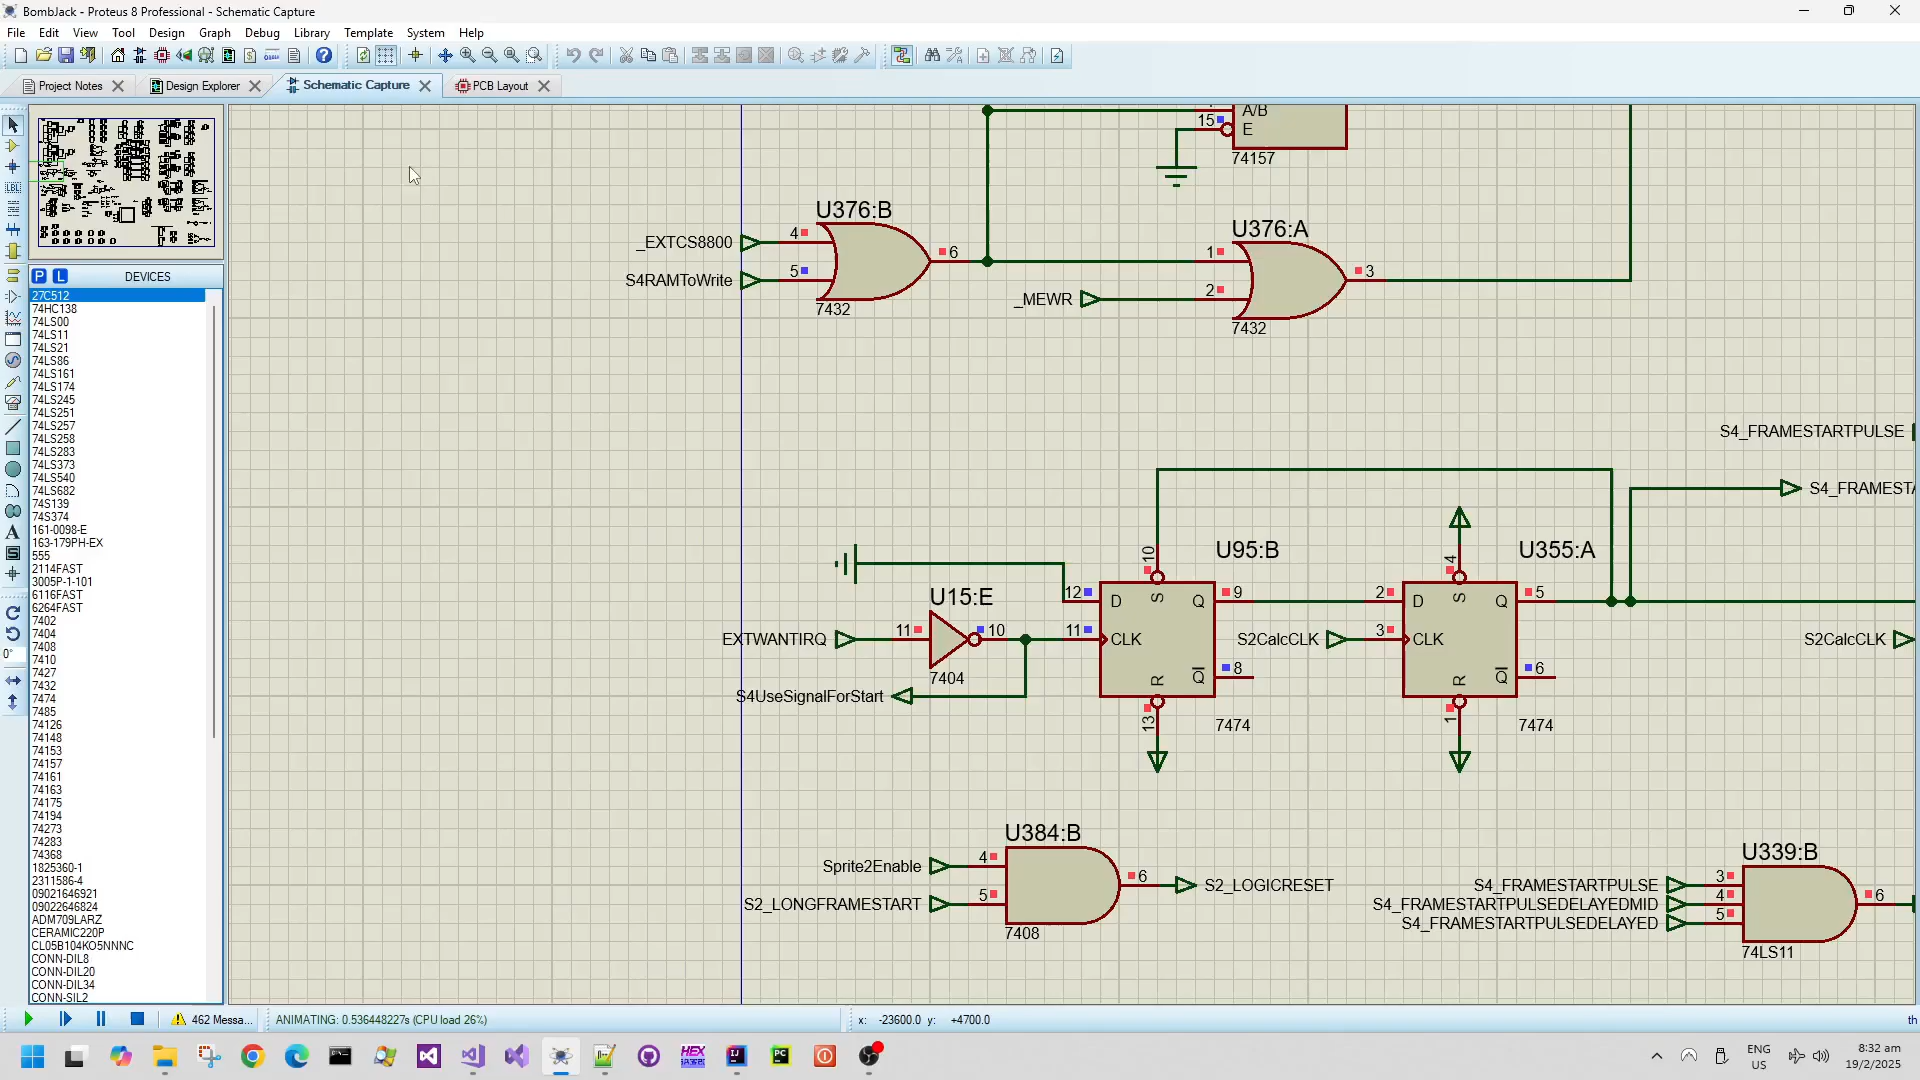 BombJack - Proteus 8 Professional - Schematic Capture
File Edit View Tool Design Graph Debug Library Template System Help
Project Notes
Design Explorer
Schematic Capture
PCB Layout
P L DEVICES
27C512
74HC138
74LS00
74LS11
74LS21
74LS86
74LS161
74LS174
74LS245
74LS251
74LS257
74LS258
74LS283
74LS373
74LS540
74LS682
74S139
74S374
161-0098-E
163-179PH-EX
555
2114FAST
3005P-1-101
6116FAST
6264FAST
7402
7404
7408
7410
7427
7432
7474
7485
74126
74148
74153
74157
74161
74163
74175
74194
74273
74283
74368
1825360-1
2311586-4
09021646921
09022646824
ADM709LARZ
CERAMIC220P
CL05B104KO5NNNC
CONN-DIL8
CONN-DIL20
CONN-DIL34
CONN-SIL2
0°
A/B
15 E
74157
U376:B
_EXTCS8800 4
6
S4RAMToWrite 5
7432
U376:A
1
3
_MEWR 2
7432
S4_FRAMESTARTPULSE
S4_FRAMESTA
U95:B
10
12 D S Q 9
11 CLK
Q 8
R
13
7474
U15:E
EXTWANTIRQ 11 10
7404
S4UseSignalForStart
U355:A
4
2 D S Q 5
S2CalcCLK 3 CLK
Q 6
R
1
7474
S2CalcCLK
U384:B
Sprite2Enable 4
6 S2_LOGICRESET
S2_LONGFRAMESTART 5
7408
U339:B
S4_FRAMESTARTPULSE 3
S4_FRAMESTARTPULSEDELAYEDMID 4 6
S4_FRAMESTARTPULSEDELAYED 5
74LS11
462 Messa...
ANIMATING: 0.536448227s (CPU load 26%)
x: -23600.0 y: +4700.0
th
ENG
US
8:32 am
19/2/2025